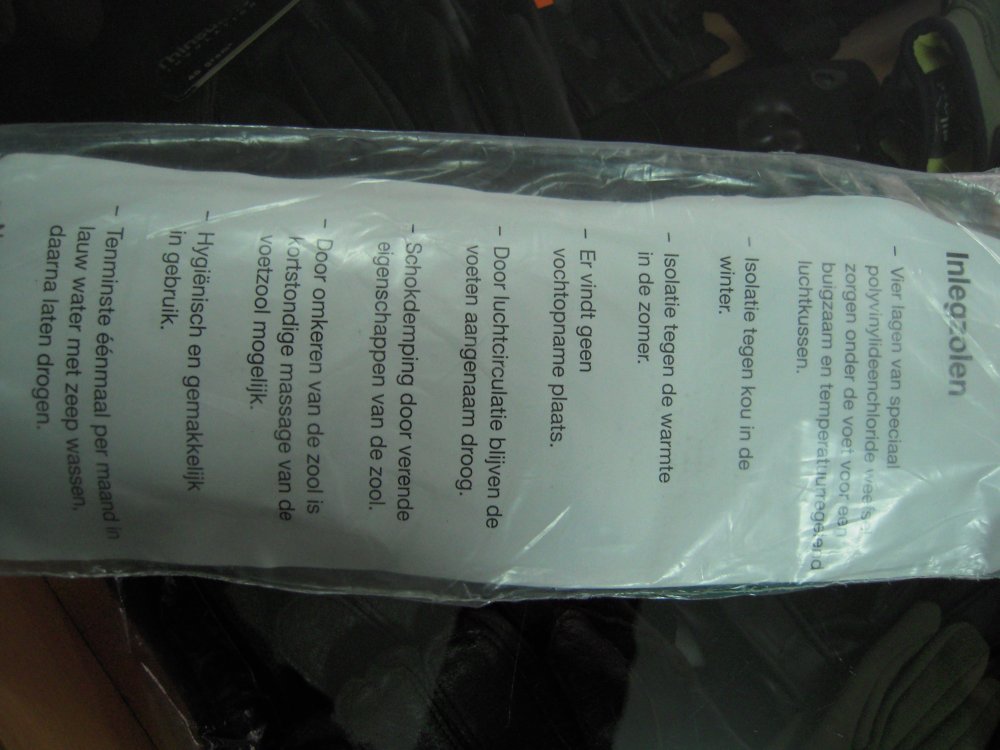 Inlegzolen
– Vier lagen van speciaal
polyvinylideenchloride
zorgen onder de voet voor een
buigzaam en temperatuurregelend
luchtkussen.
– Isolatie tegen kou in de
winter.
– Isolatie tegen de warmte
in de zomer.
– Er vindt geen
vochtopname plaats.
– Door luchtcirculatie blijven de
voeten aangenaam droog.
– Schokdemping door verende
eigenschappen van de zool.
– Door omkeren van de zool is
kortstondige massage van de
voetzool mogelijk.
– Hygiënisch en gemakkelijk
in gebruik.
– Tenminste éénmaal per maand in
lauw water met zeep wassen,
daarna laten drogen.